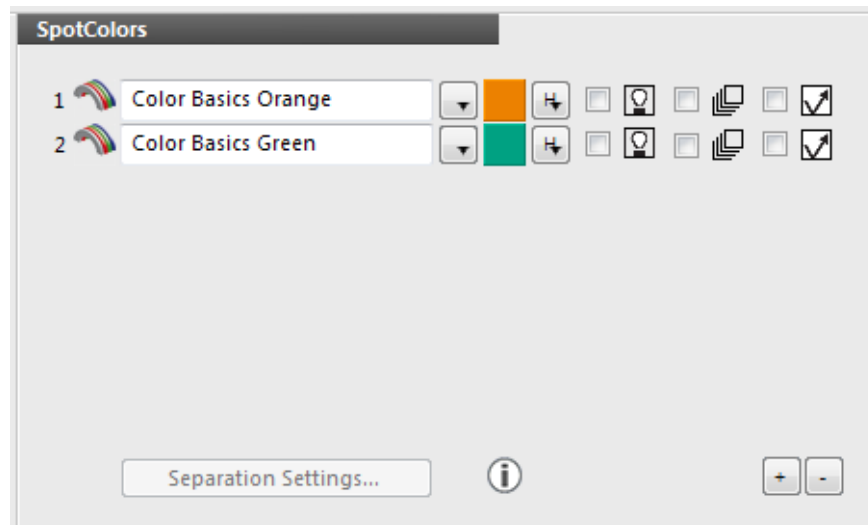 SpotColors
1 Color Basics Orange H
2 Color Basics Green H
Separation Settings... i + -